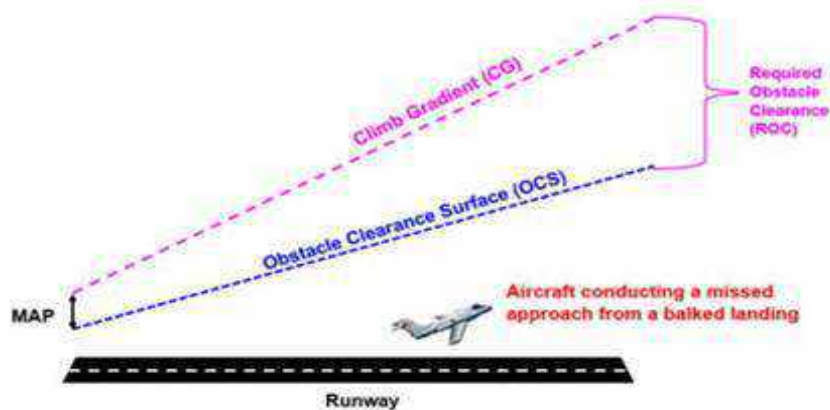 Climb Gradient (CG)
Required
Obstacle
Clearance
(ROC)
Obstacle Clearance Surface (OCS)
MAP
Aircraft conducting a missed
approach from a balked landing
Runway